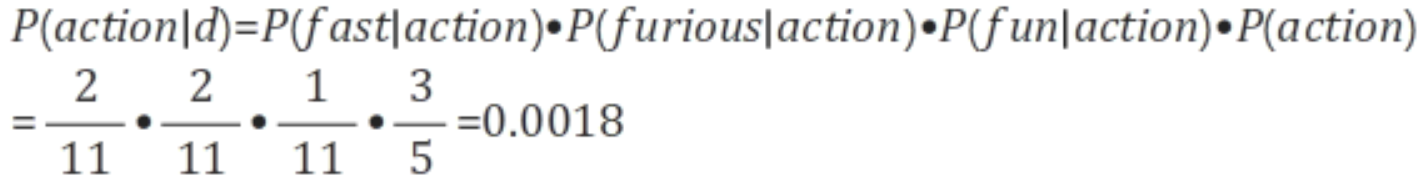 P(action|d)=P(fast|action)•P(furious|action)•P(fun|action)•P(action)
= 2/11 • 2/11 • 1/11 • 3/5 =0.0018